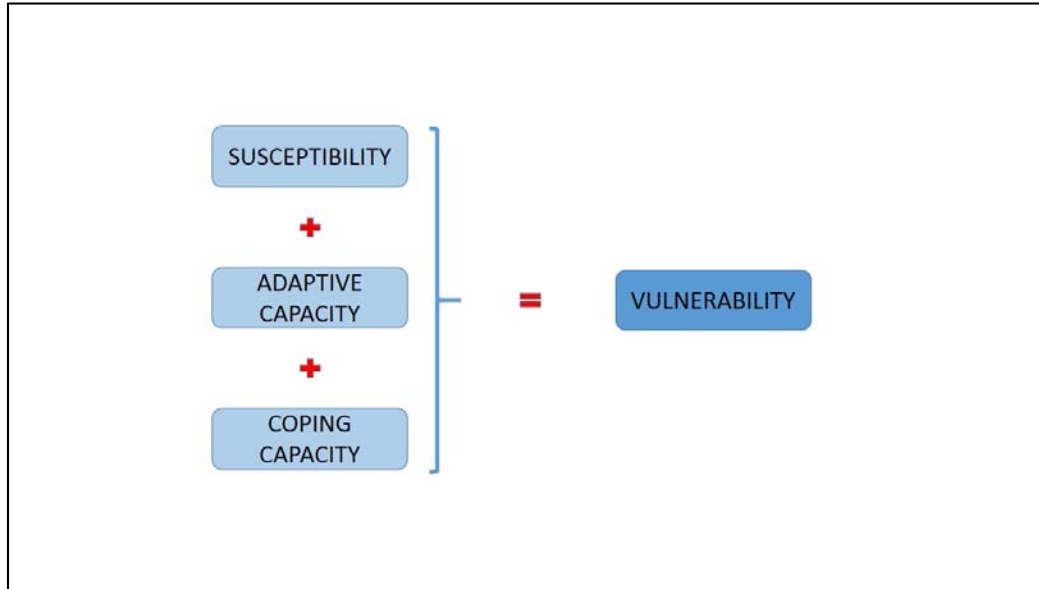 SUSCEPTIBILITY
+
ADAPTIVE
CAPACITY
+
COPING
CAPACITY
=
VULNERABILITY